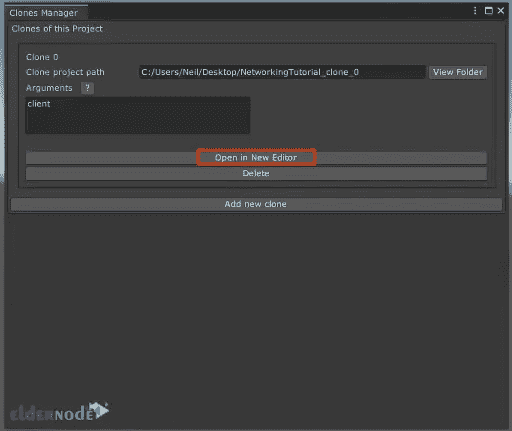 Clones Manager
Clones of this Project
Clone 0
Clone project path C:/Users/Neil/Desktop/NetworkingTutorial_clone_0 View Folder
Arguments ?
client
Open in New Editor
Delete
Add new clone
elderNODE